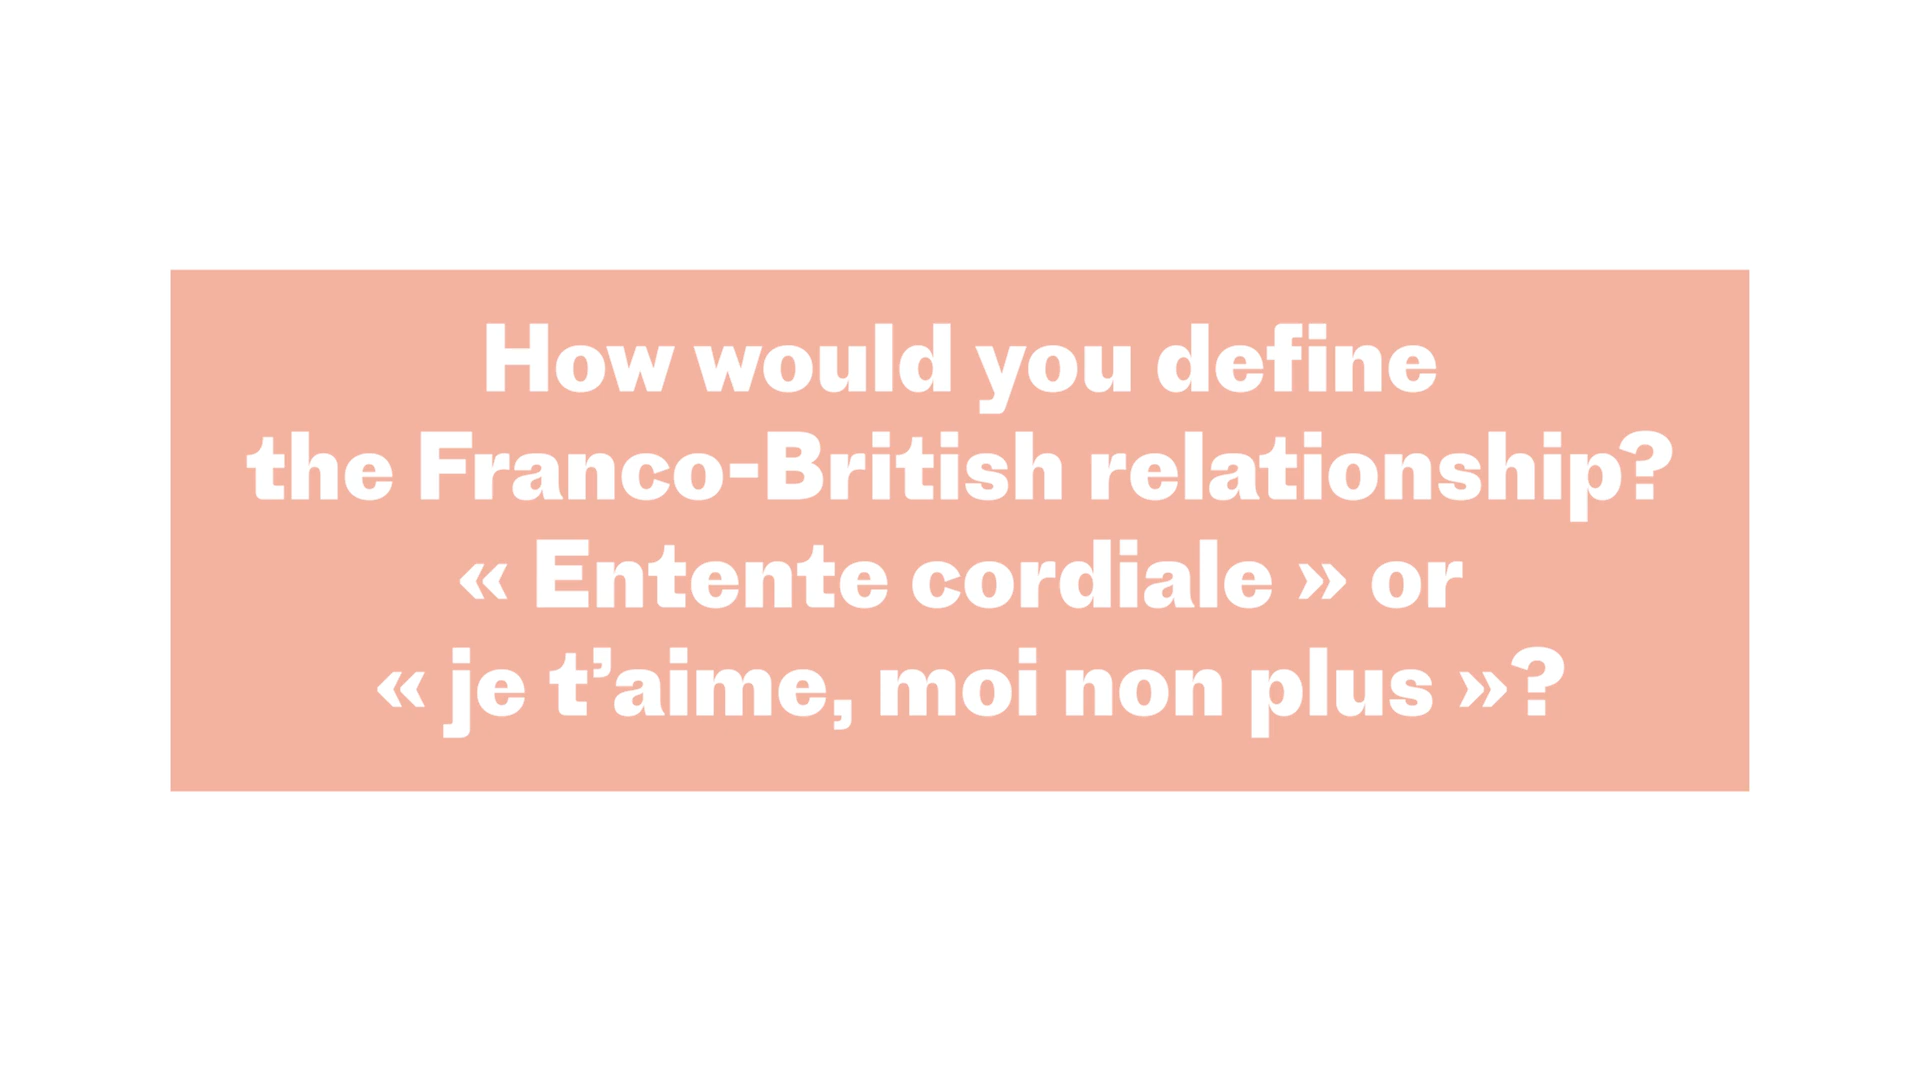 How would you define
the Franco-British relationship?
« Entente cordiale » or
« je t’aime, moi non plus »?